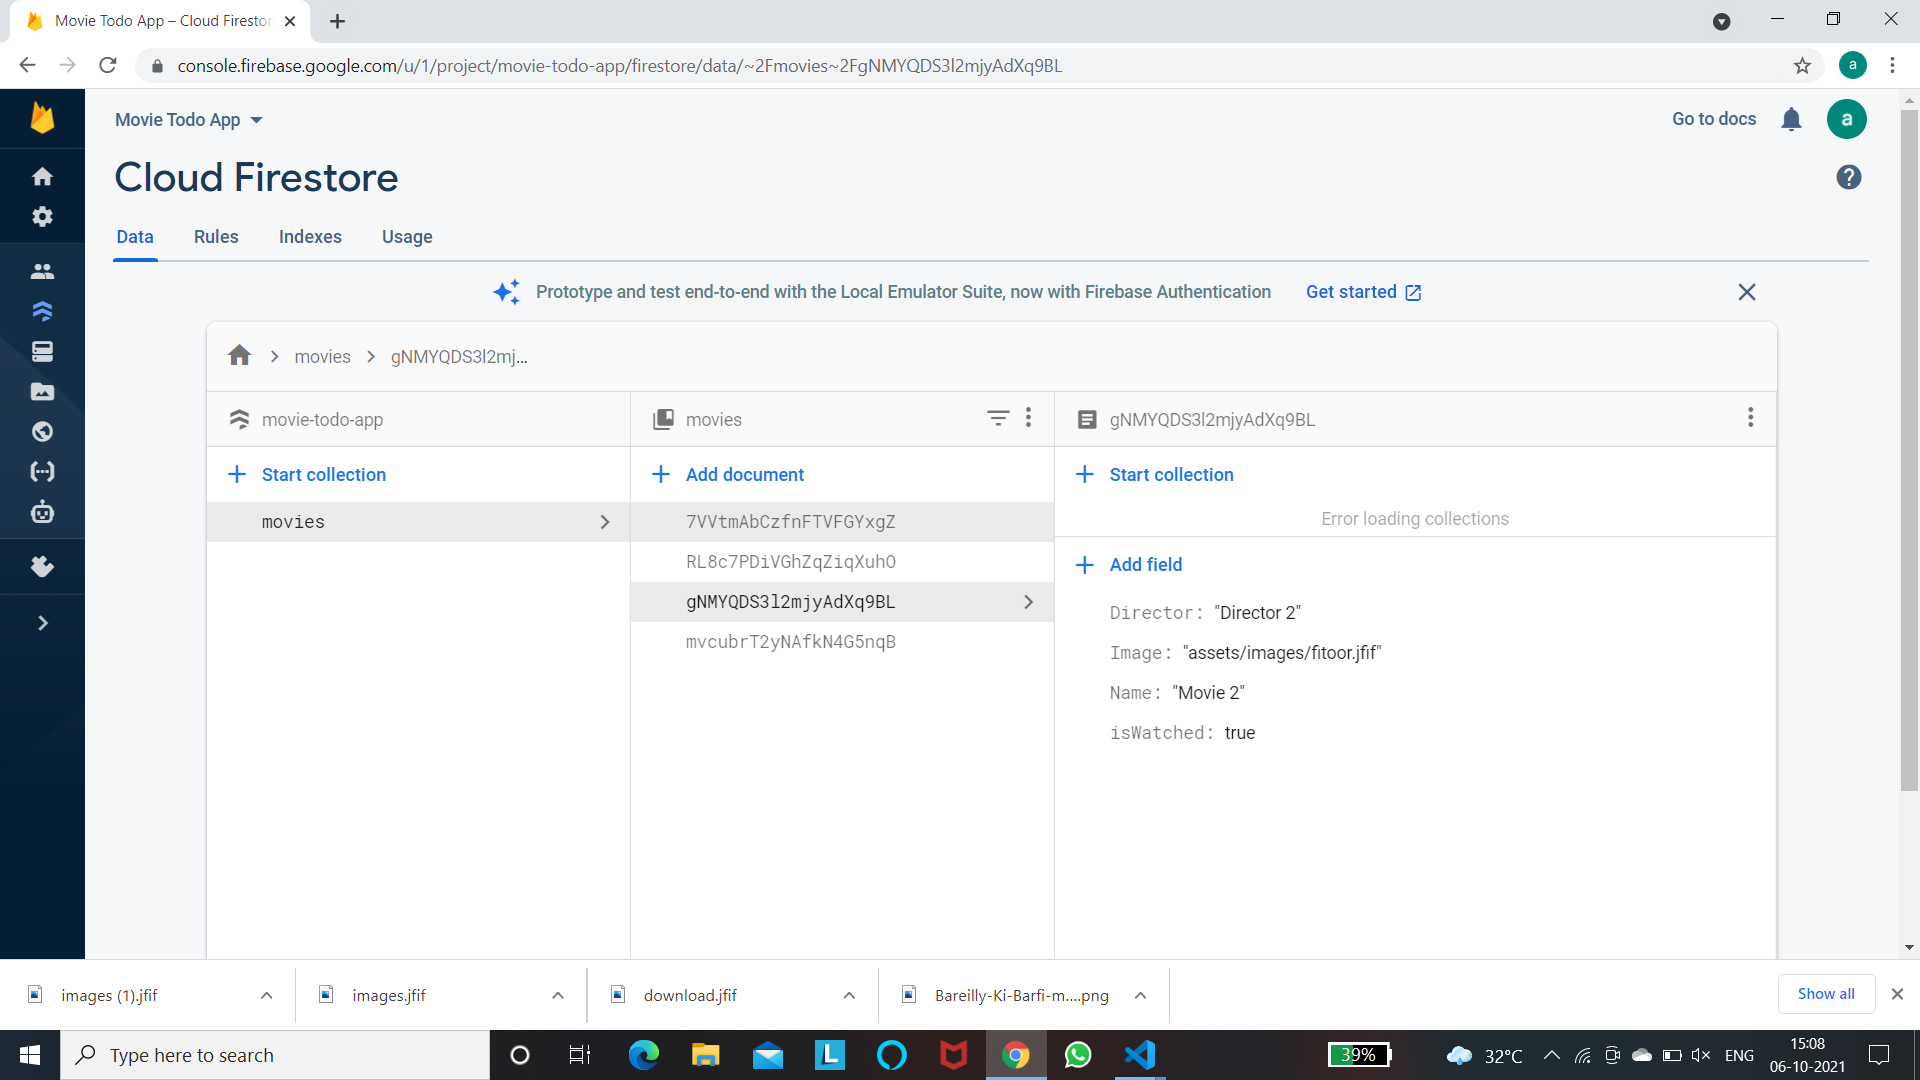 Movie Todo App – Cloud Firestor
console.firebase.google.com/u/1/project/movie-todo-app/firestore/data/~2Fmovies~2FgNMYQDS3l2mjyAdXq9BL
a
Movie Todo App
Go to docs
a
Cloud Firestore
Data Rules Indexes Usage
Prototype and test end-to-end with the Local Emulator Suite, now with Firebase Authentication Get started
movies gNMYQDS3l2mj...
movie-todo-app
Start collection
movies
movies
Add document
7VVtmAbCzfnFTVFGYxgZ
RL8c7PDiVGhZqZiqXuhO
gNMYQDS3l2mjyAdXq9BL
mvcubrT2yNAfkN4G5nqB
gNMYQDS3l2mjyAdXq9BL
Start collection
Error loading collections
Add field
Director: "Director 2"
Image: "assets/images/fitoor.jfif"
Name: "Movie 2"
isWatched: true
images (1).jfif
images.jfif
download.jfif
Bareilly-Ki-Barfi-m....png
Show all
Type here to search
39%
32°C
ENG
15:08
06-10-2021